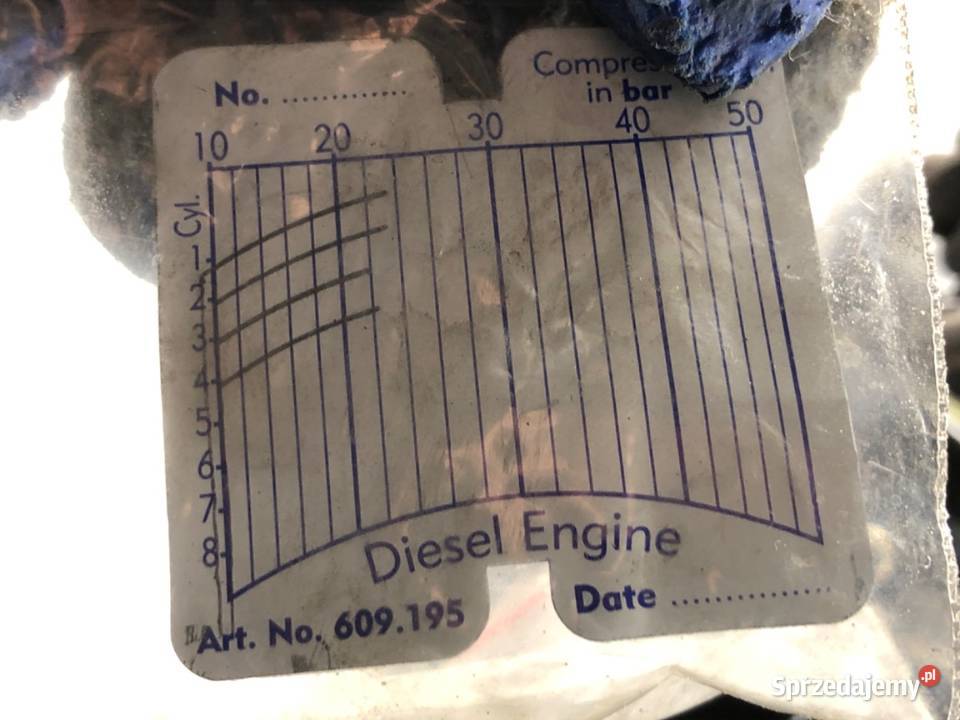 No. ..............
in bar
10 20 30 40 50
Cyl.
1
2
3
4
5
6
7
8
Diesel Engine
Art. No. 609.195
Date ................
Sprzedajemy.pl